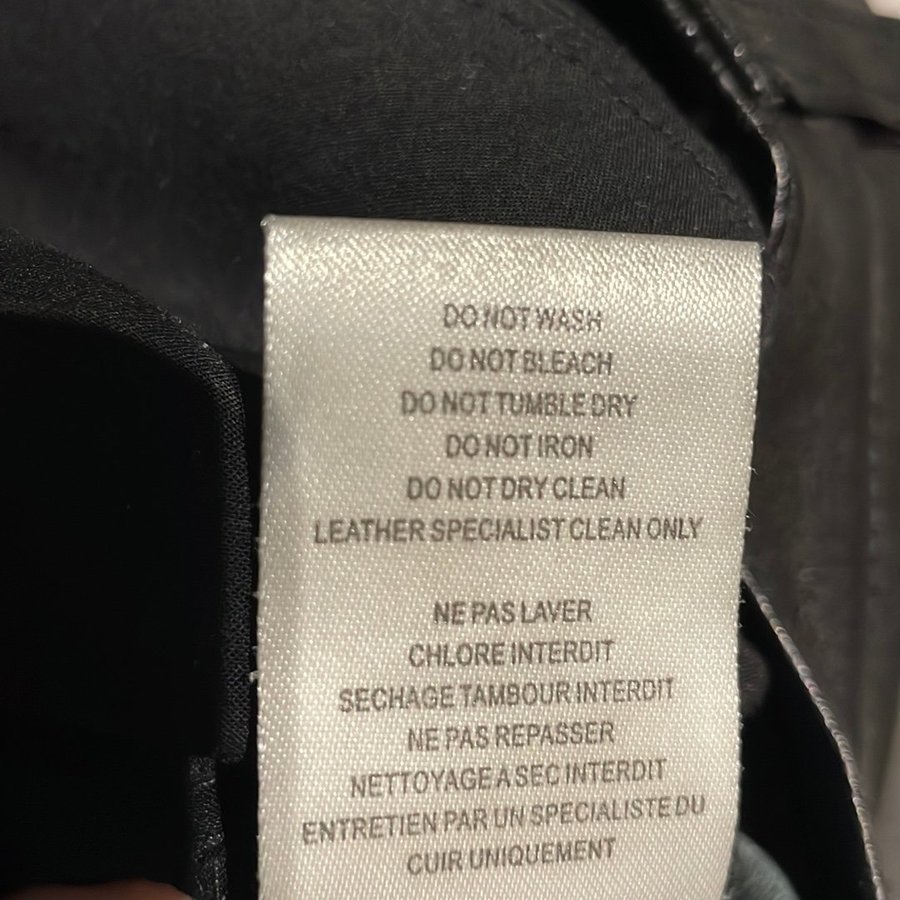 DO NOT WASH
DO NOT BLEACH
DO NOT TUMBLE DRY
DO NOT IRON
DO NOT DRY CLEAN
LEATHER SPECIALIST CLEAN ONLY
NE PAS LAVER
CHLORE INTERDIT
SECHAGE TAMBOUR INTERDIT
NE PAS REPASSER
NETTOYAGE A SEC INTERDIT
ENTRETIEN PAR UN SPECIALISTE DU
CUIR UNIQUEMENT